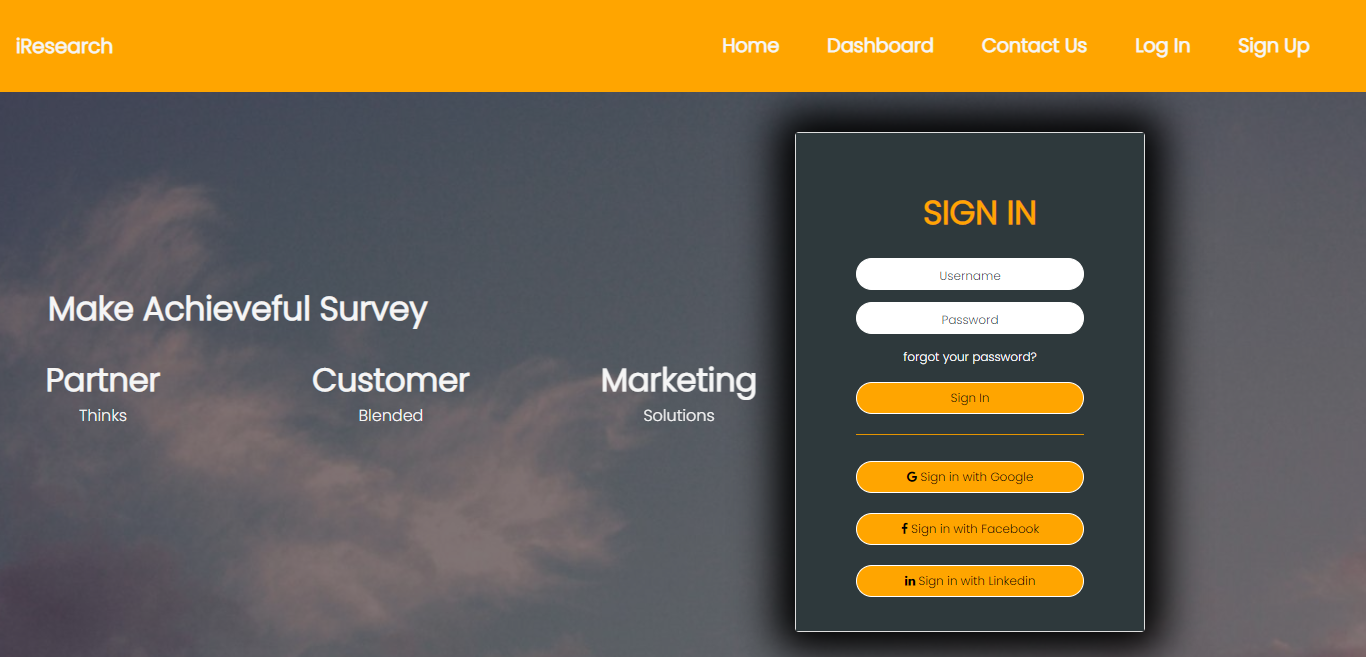 iResearch
Home Dashboard Contact Us Log In Sign Up
Make Achieveful Survey
Partner Customer Marketing
Thinks Blended Solutions
SIGN IN
Username
Password
forgot your password?
Sign In
G Sign in with Google
f Sign in with Facebook
in Sign in with Linkedin